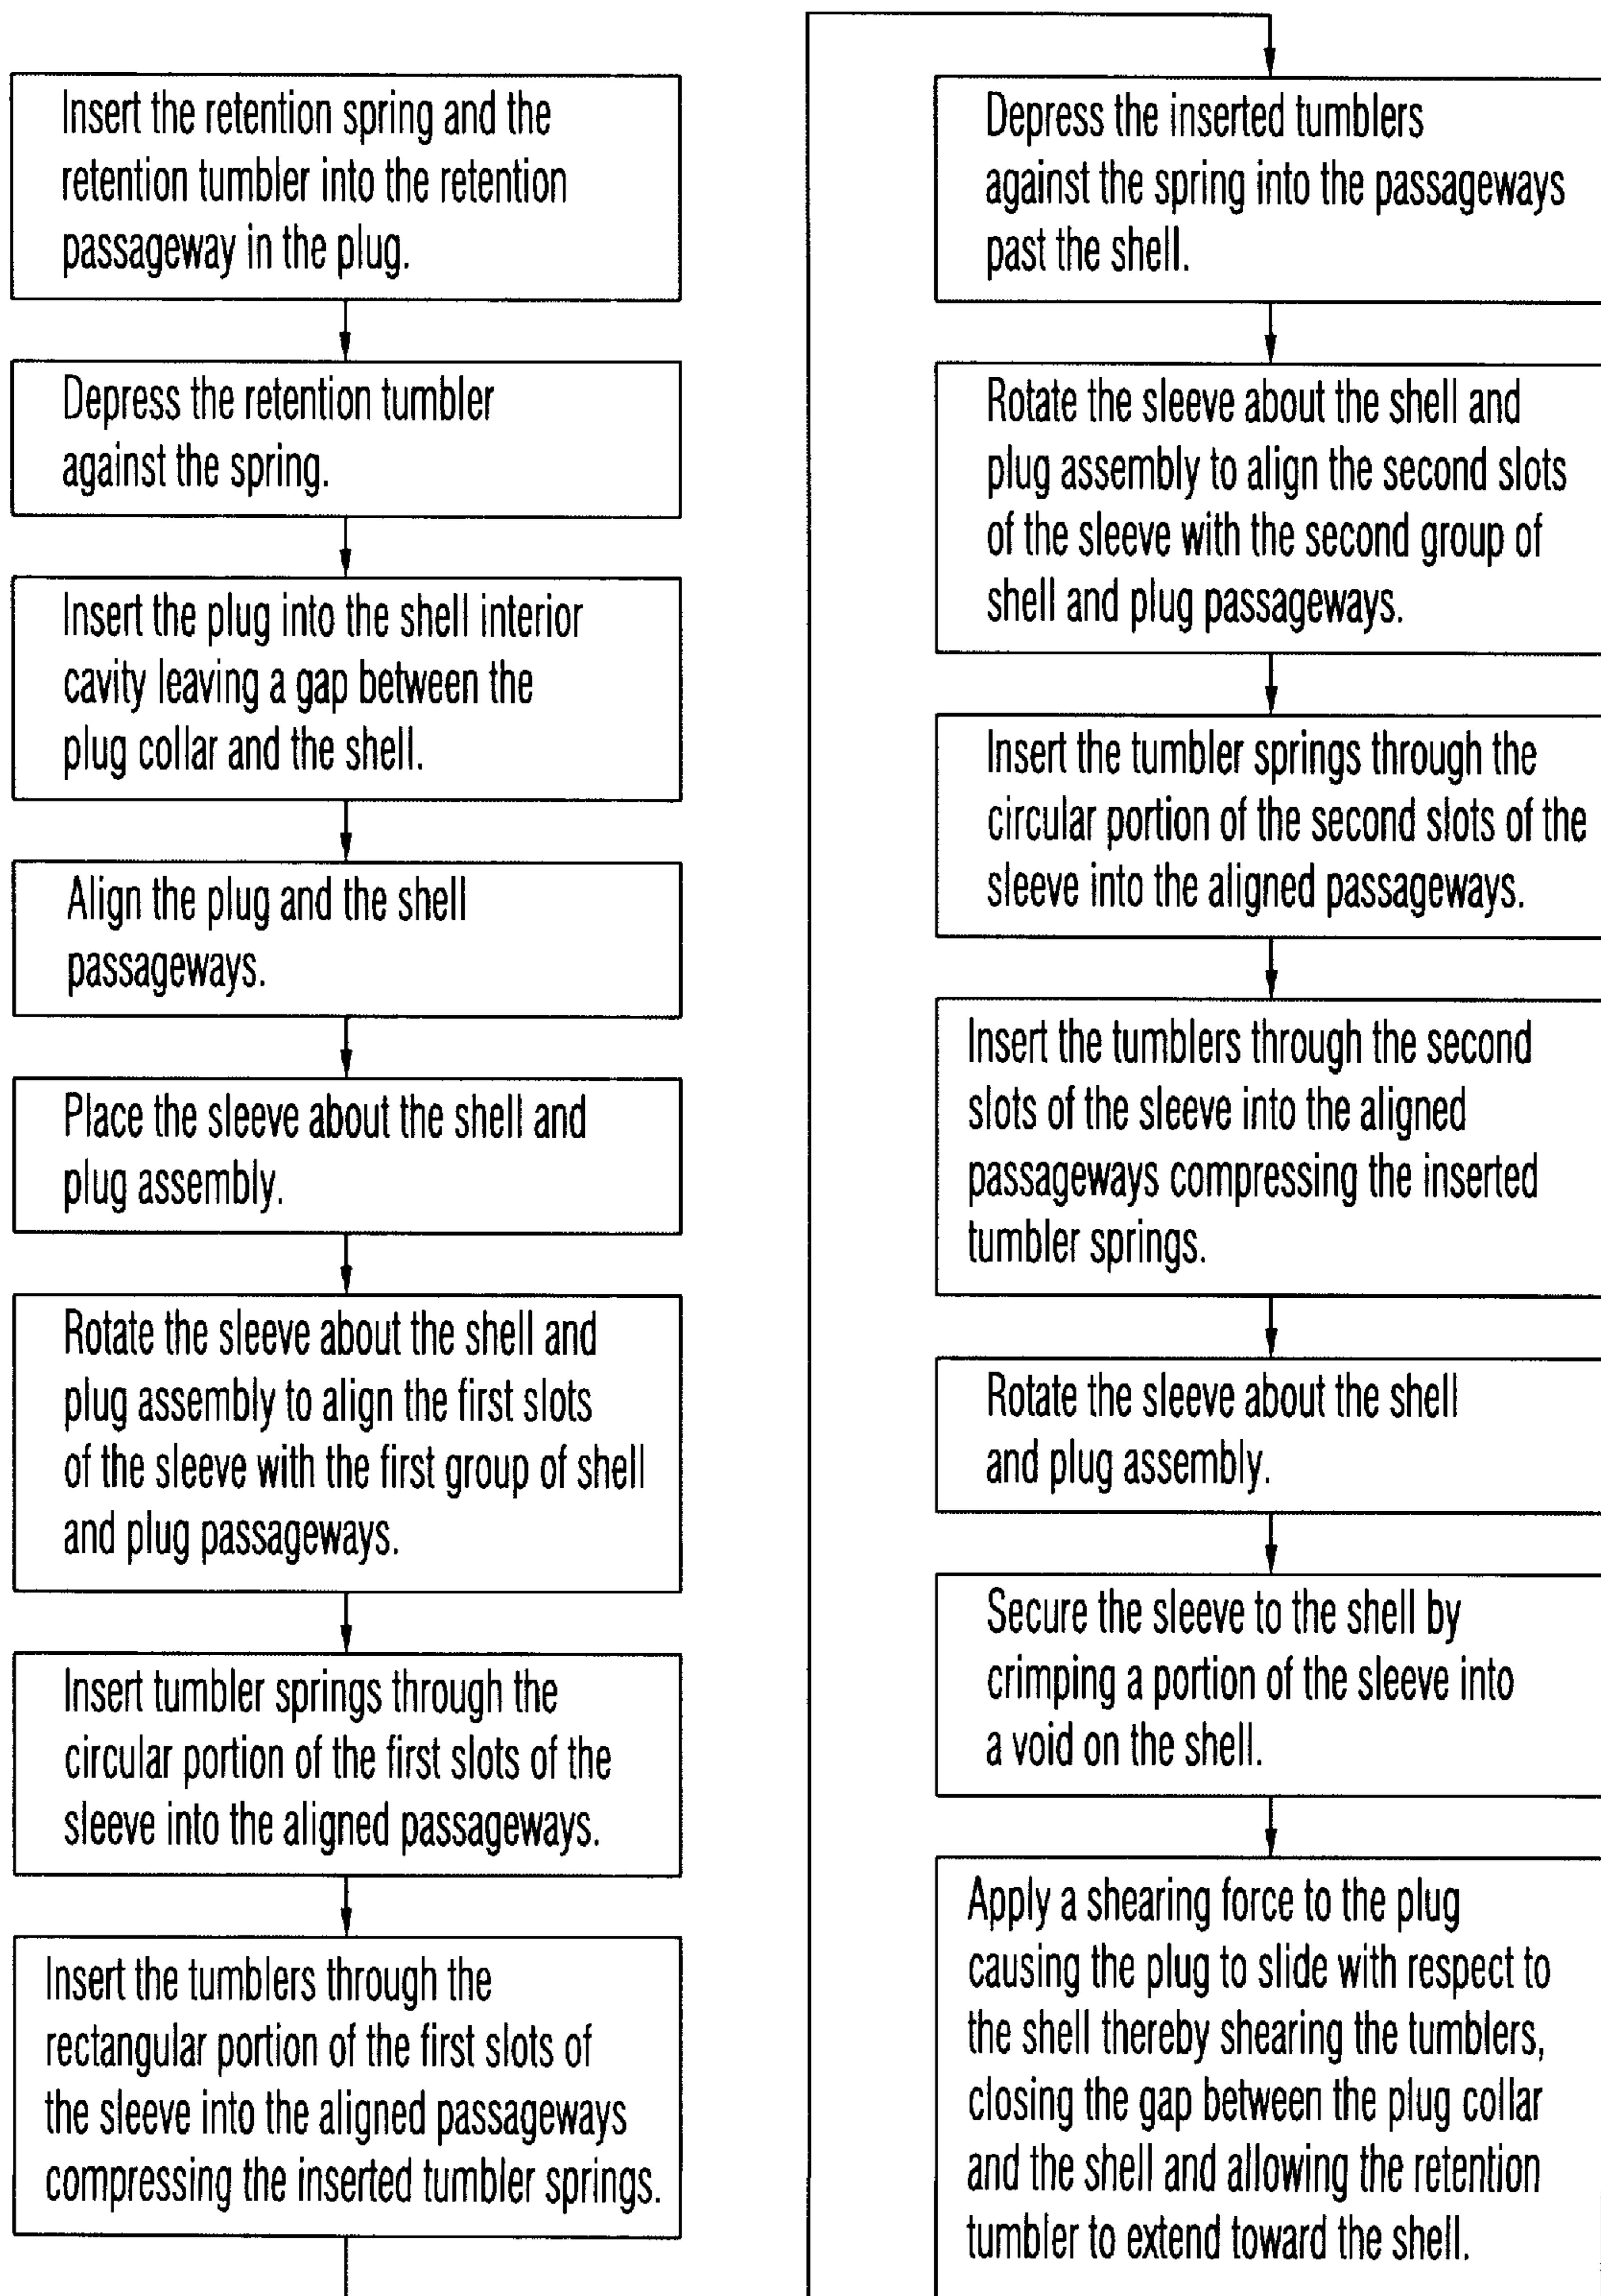 Insert the retention spring and the
retention tumbler into the retention
passageway in the plug.
Depress the retention tumbler
against the spring.
Insert the plug into the shell interior
cavity leaving a gap between the
plug collar and the shell.
Align the plug and the shell
passageways.
Place the sleeve about the shell and
plug assembly.
Rotate the sleeve about the shell and
plug assembly to align the first slots
of the sleeve with the first group of shell
and plug passageways.
Insert tumbler springs through the
circular portion of the first slots of the
sleeve into the aligned passageways.
Insert the tumblers through the
rectangular portion of the first slots of
the sleeve into the aligned passageways
compressing the inserted tumbler springs.
Depress the inserted tumblers
against the spring into the passageways
past the shell.
Rotate the sleeve about the shell and
plug assembly to align the second slots
of the sleeve with the second group of
shell and plug passageways.
Insert the tumbler springs through the
circular portion of the second slots of the
sleeve into the aligned passageways.
Insert the tumblers through the second
slots of the sleeve into the aligned
passageways compressing the inserted
tumbler springs.
Rotate the sleeve about the shell
and plug assembly.
Secure the sleeve to the shell by
crimping a portion of the sleeve into
a void on the shell.
Apply a shearing force to the plug
causing the plug to slide with respect to
the shell thereby shearing the tumblers,
closing the gap between the plug collar
and the shell and allowing the retention
tumbler to extend toward the shell.